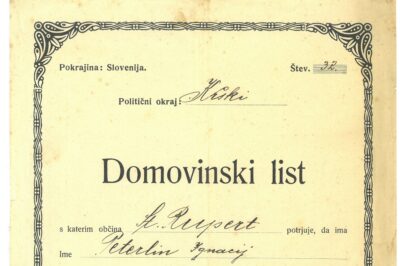 Pokrajina: Slovenija. Štev. 32.
Politični okraj: Krški
Domovinski list
s katerim občina St. Rupert potrjuje, da ima
Ime Peterlin Ignacij